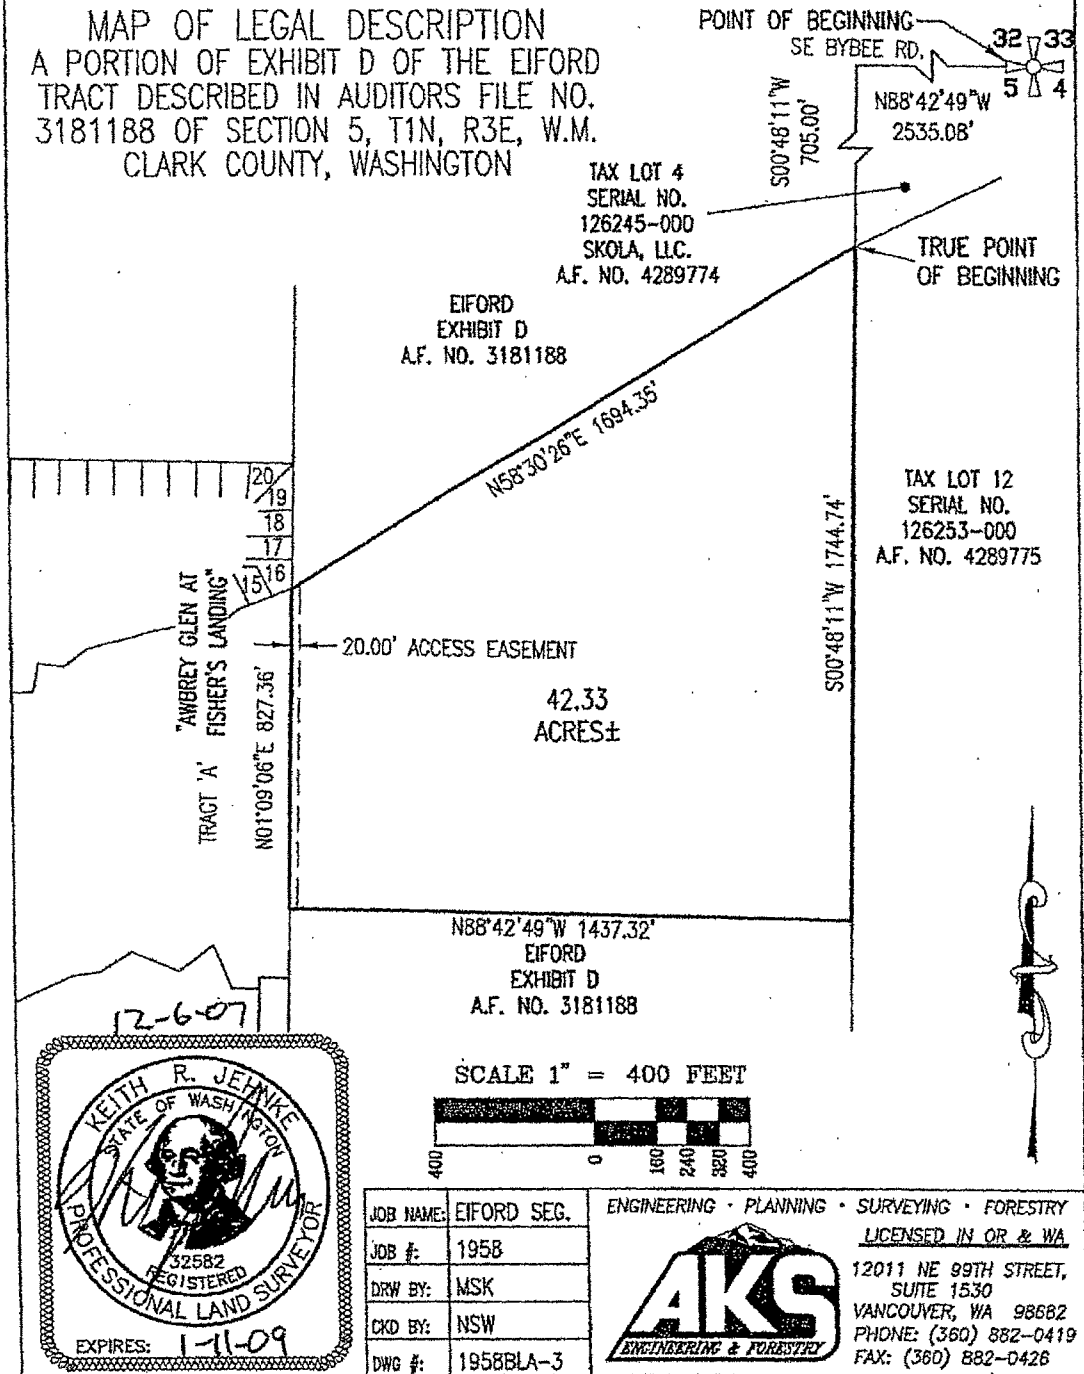 MAP OF LEGAL DESCRIPTION
A PORTION OF EXHIBIT D OF THE EIFORD
TRACT DESCRIBED IN AUDITORS FILE NO.
3181188 OF SECTION 5, T1N, R3E, W.M.
CLARK COUNTY, WASHINGTON
POINT OF BEGINNING
SE BYBEE RD.
32 33
5 4
N88°42'49"W
2535.08'
S00°48'11"W
705.00'
TAX LOT 4
SERIAL NO.
126245-000
SKOLA, LLC.
A.F. NO. 4289774
TRUE POINT
OF BEGINNING
EIFORD
EXHIBIT D
A.F. NO. 3181188
N58°30'26"E 1694.35'
TAX LOT 12
SERIAL NO.
126253-000
A.F. NO. 4289775
S00°48'11"W 1744.74'
20
19
18
17
16
15
"AWBREY GLEN AT
FISHER'S LANDING"
TRACT 'A'
N01°09'06"E 827.36'
20.00' ACCESS EASEMENT
42.33
ACRES±
N88°42'49"W 1437.32'
EIFORD
EXHIBIT D
A.F. NO. 3181188
12-6-07
KEITH R. JEHNKE
STATE OF WASHINGTON
32582
REGISTERED
PROFESSIONAL LAND SURVEYOR
EXPIRES: 1-11-09
SCALE 1" = 400 FEET
400 0 160 240 320 400
JOB NAME: EIFORD SEG.
JOB #: 1958
DRW BY: MSK
CKD BY: NSW
DWG #: 1958BLA-3
ENGINEERING · PLANNING · SURVEYING · FORESTRY
LICENSED IN OR & WA
AKS
ENGINEERING & FORESTRY
12011 NE 99TH STREET,
SUITE 1530
VANCOUVER, WA 98682
PHONE: (360) 882-0419
FAX: (360) 882-0426